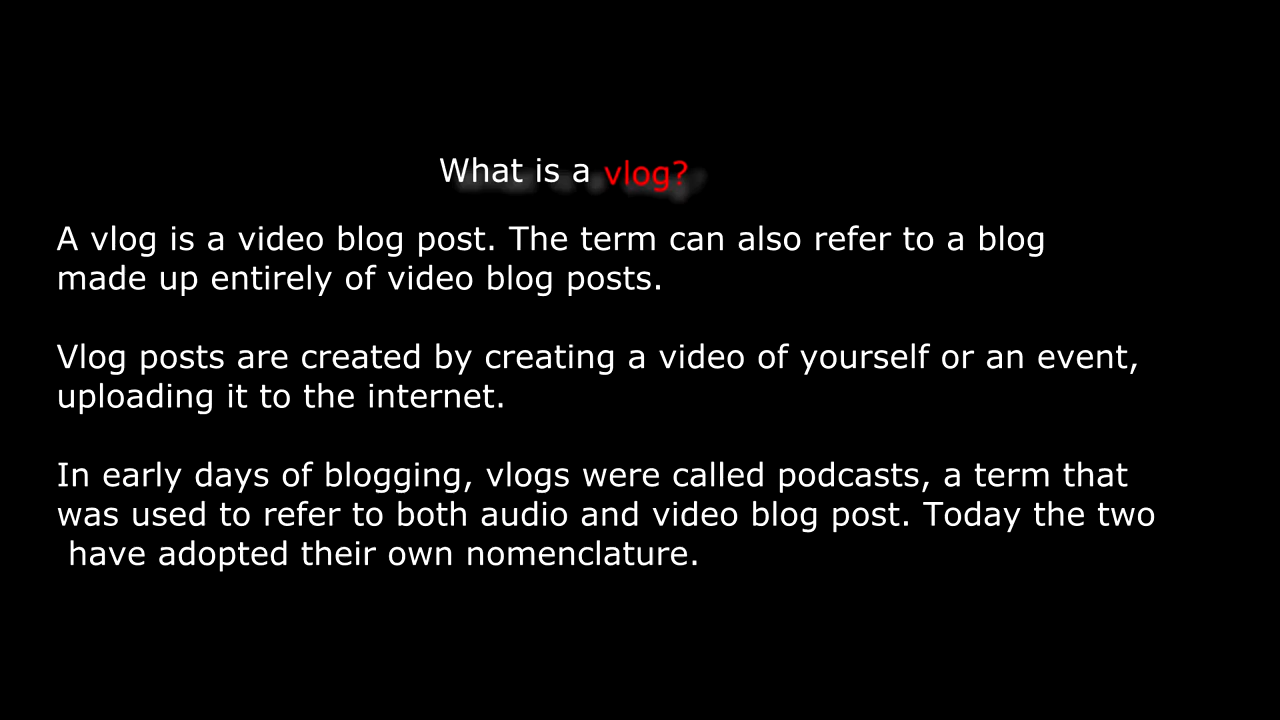 What is a vlog?
A vlog is a video blog post. The term can also refer to a blog
made up entirely of video blog posts.
Vlog posts are created by creating a video of yourself or an event,
uploading it to the internet.
In early days of blogging, vlogs were called podcasts, a term that
was used to refer to both audio and video blog post. Today the two
have adopted their own nomenclature.